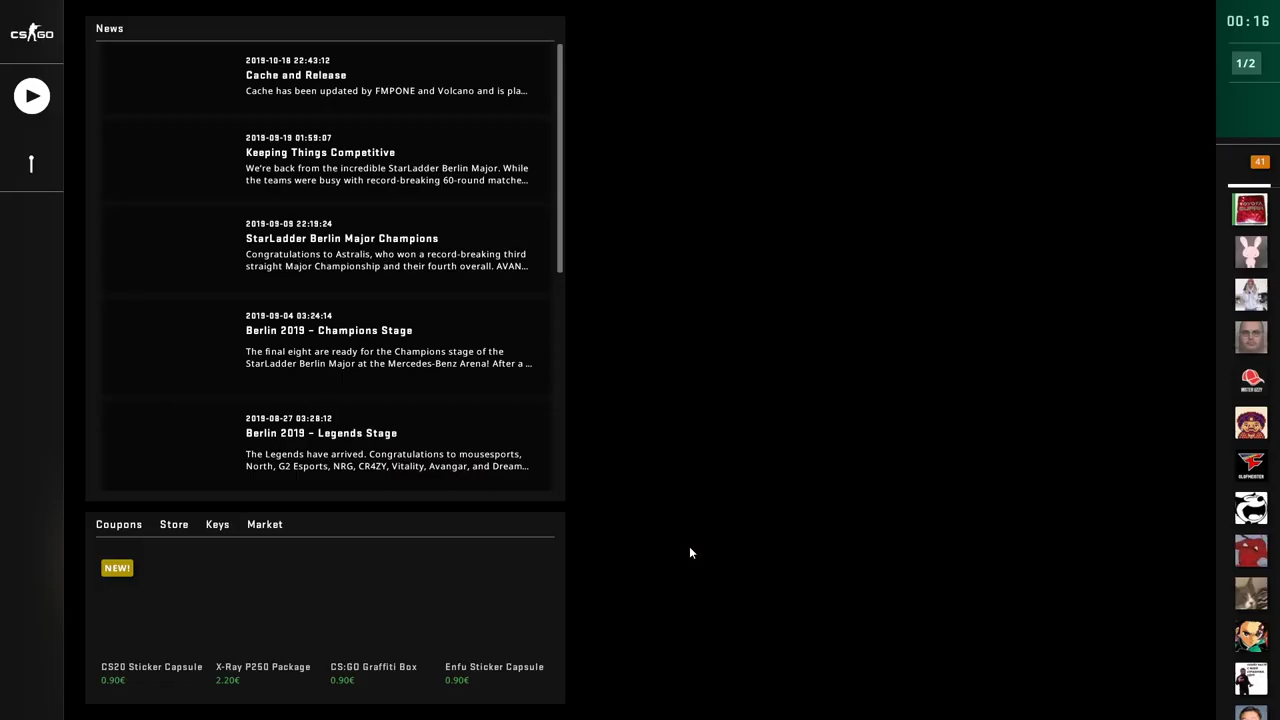 CS GO
News
2019-10-18 22:43:12
Cache and Release
Cache has been updated by FMPONE and Volcano and is pla...
2019-09-19 01:59:07
Keeping Things Competitive
We're back from the incredible StarLadder Berlin Major. While
the teams were busy with record-breaking 60-round matche...
2019-09-09 22:19:24
StarLadder Berlin Major Champions
Congratulations to Astralis, who won a record-breaking third
straight Major Championship and their fourth overall. AVAN...
2019-09-04 03:24:14
Berlin 2019 – Champions Stage
The final eight are ready for the Champions stage of the
StarLadder Berlin Major at the Mercedes-Benz Arena! After a ...
2019-08-27 03:28:12
Berlin 2019 – Legends Stage
The Legends have arrived. Congratulations to mousesports,
North, G2 Esports, NRG, CR4ZY, Vitality, Avangar, and Dream...
Coupons Store Keys Market
NEW!
CS20 Sticker Capsule X-Ray P250 Package CS:GO Graffiti Box Enfu Sticker Capsule
0.90€ 2.20€ 0.90€ 0.90€
00:16
1/2
41